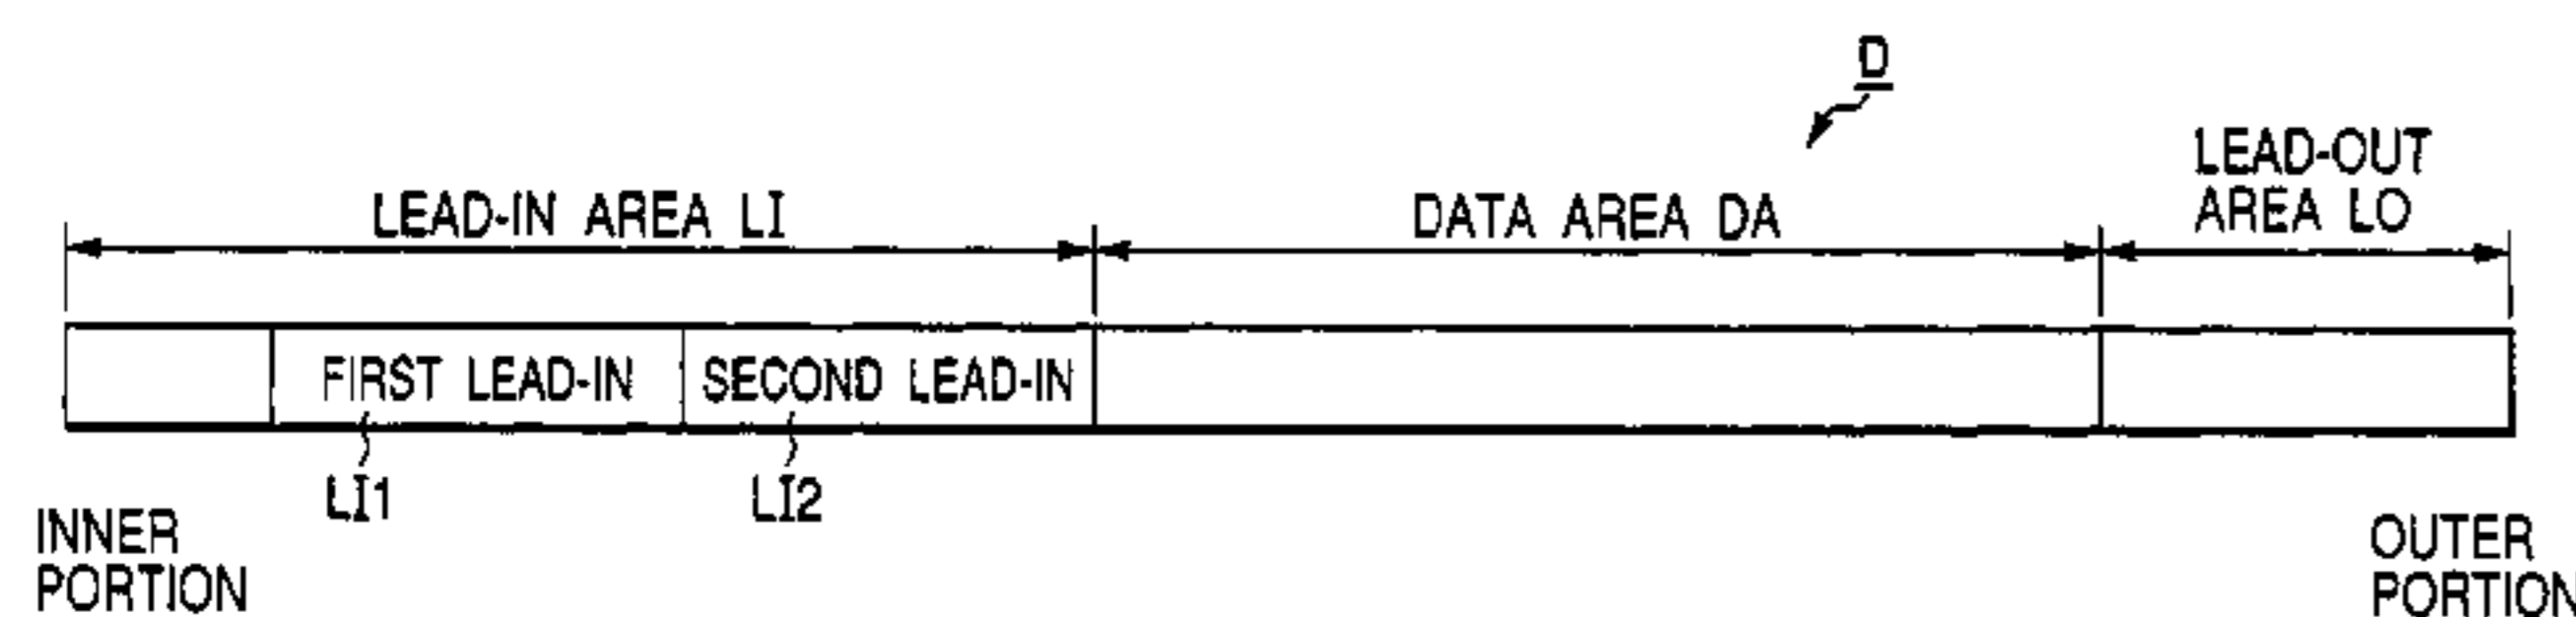 D
LEAD-IN AREA LI
DATA AREA DA
LEAD-OUT
AREA LO
FIRST LEAD-IN
SECOND LEAD-IN
LI1
LI2
INNER
PORTION
OUTER
PORTION